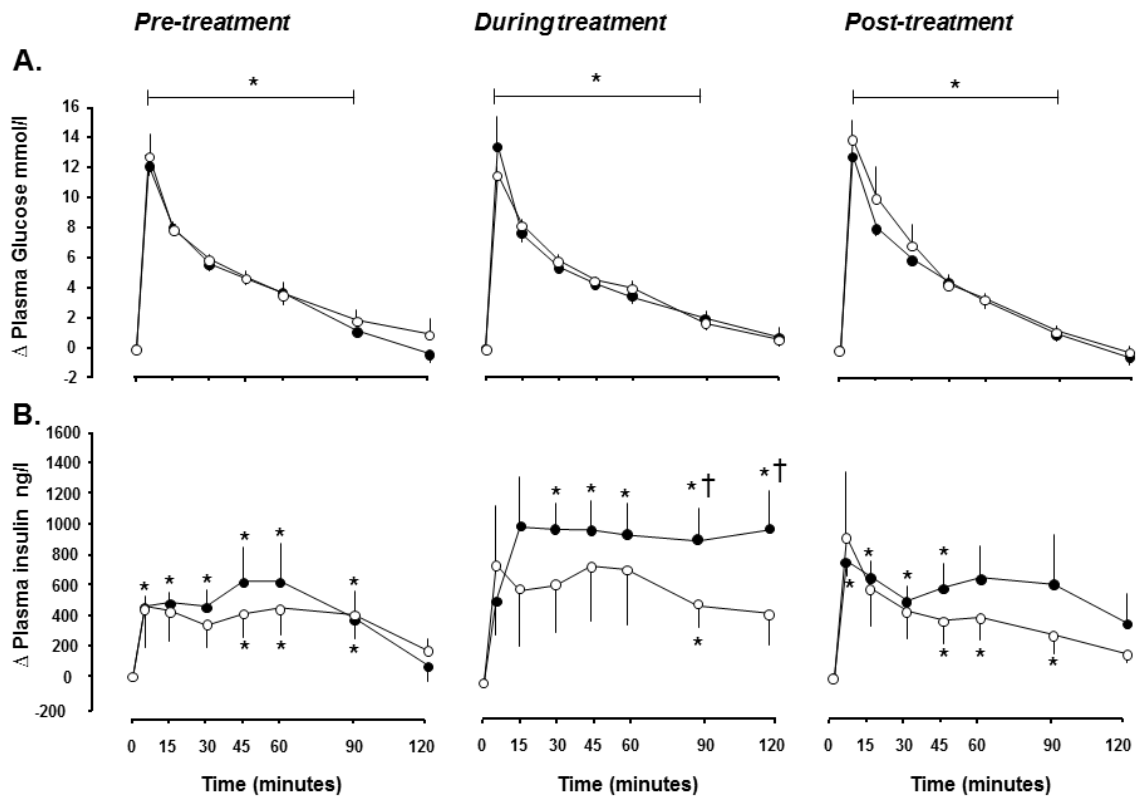 Pre-treatment During treatment Post-treatment
A.
*
*
*
Δ Plasma Glucose mmol/l
16
14
12
10
8
6
4
2
0
-2
B.
Δ Plasma insulin ng/l
1600
1400
1200
1000
800
600
400
200
0
-200
* * * * * *
* * *
* * * *† *†
*
* * *
* * * *
0 15 30 45 60 90 120
0 15 30 45 60 90 120
0 15 30 45 60 90 120
Time (minutes) Time (minutes) Time (minutes)